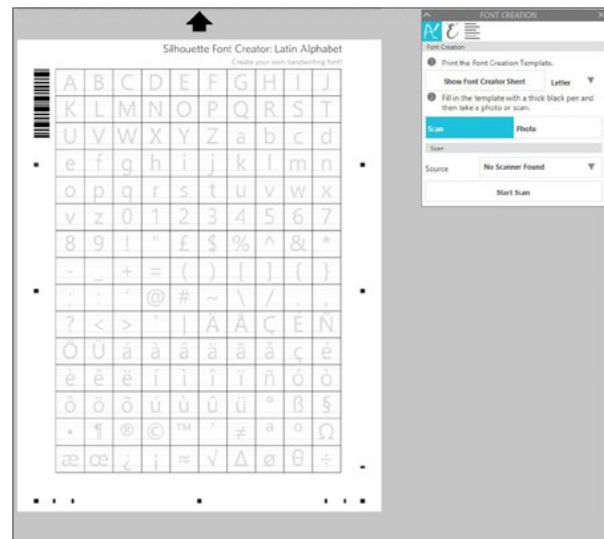 Silhouette Font Creator: Latin Alphabet
Create your own handwriting font!
A B C D E F G H I J
K L M N O P Q R S T
U V W X Y Z a b c d
e f g h i j k l m n
o p q r s t u v w x
v z 0 1 2 3 4 5 6 7
8 9 ! " £ $ % ^ & *
- _ + = ( ) [ ] { }
; : ' @ # ~ \ / . ,
? < > ` | Ä Å Ç É Ñ
Ö Ü á à â ä ã å ç é
è ê ë í ì î ï ñ ó ò
ô ö õ ú ù û ü ° ß §
• ¶ ® © ™ ´ ≠ ª º Ω
æ œ ¿ ¡ ≈ √ Δ ø θ ÷
FONT CREATION
Font Creation
1 Print the Font Creation Template.
Show Font Creator Sheet Letter
2 Fill in the template with a thick black pen and
then take a photo or scan.
Scan Photo
Scan
Source No Scanner Found
Start Scan